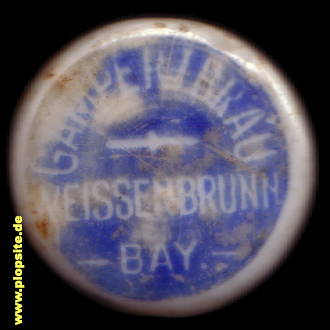 GAMPERTBRÄU
WEISSENBRUNN
— BAY —
www.plopsite.de